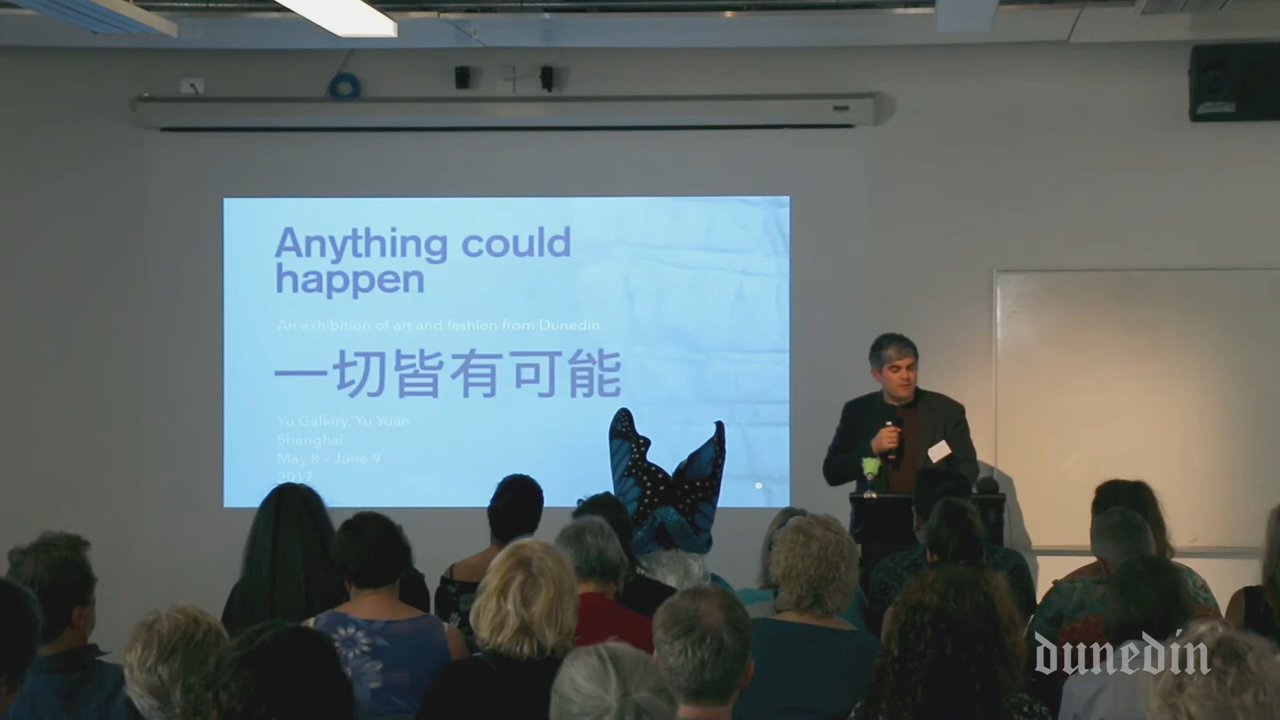 Anything could
happen
An exhibition of art and fashion from Dunedin
一切皆有可能
Yu Gallery, Yu Yuan
Shanghai
May 8 - June 9
2017
dunedin